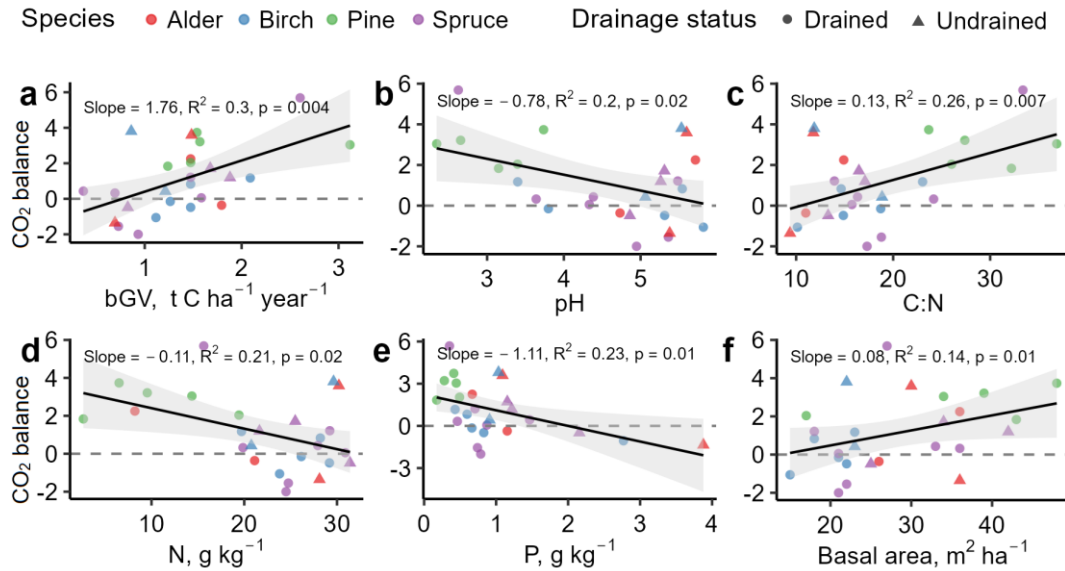 Species Alder Birch Pine Spruce Drainage status Drained Undrained
a
Slope = 1.76, R² = 0.3, p = 0.004
CO₂ balance
6
4
2
0
-2
1 2 3
bGV, t C ha⁻¹ year⁻¹
b
Slope = −0.78, R² = 0.2, p = 0.02
6
4
2
0
-2
3 4 5
pH
c
Slope = 0.13, R² = 0.26, p = 0.007
6
4
2
0
-2
10 20 30
C:N
d
Slope = −0.11, R² = 0.21, p = 0.02
CO₂ balance
6
4
2
0
-2
10 20 30
N, g kg⁻¹
e
Slope = −1.11, R² = 0.23, p = 0.01
6
3
0
-3
0 1 2 3 4
P, g kg⁻¹
f
Slope = 0.08, R² = 0.14, p = 0.01
6
4
2
0
-2
20 30 40
Basal area, m² ha⁻¹